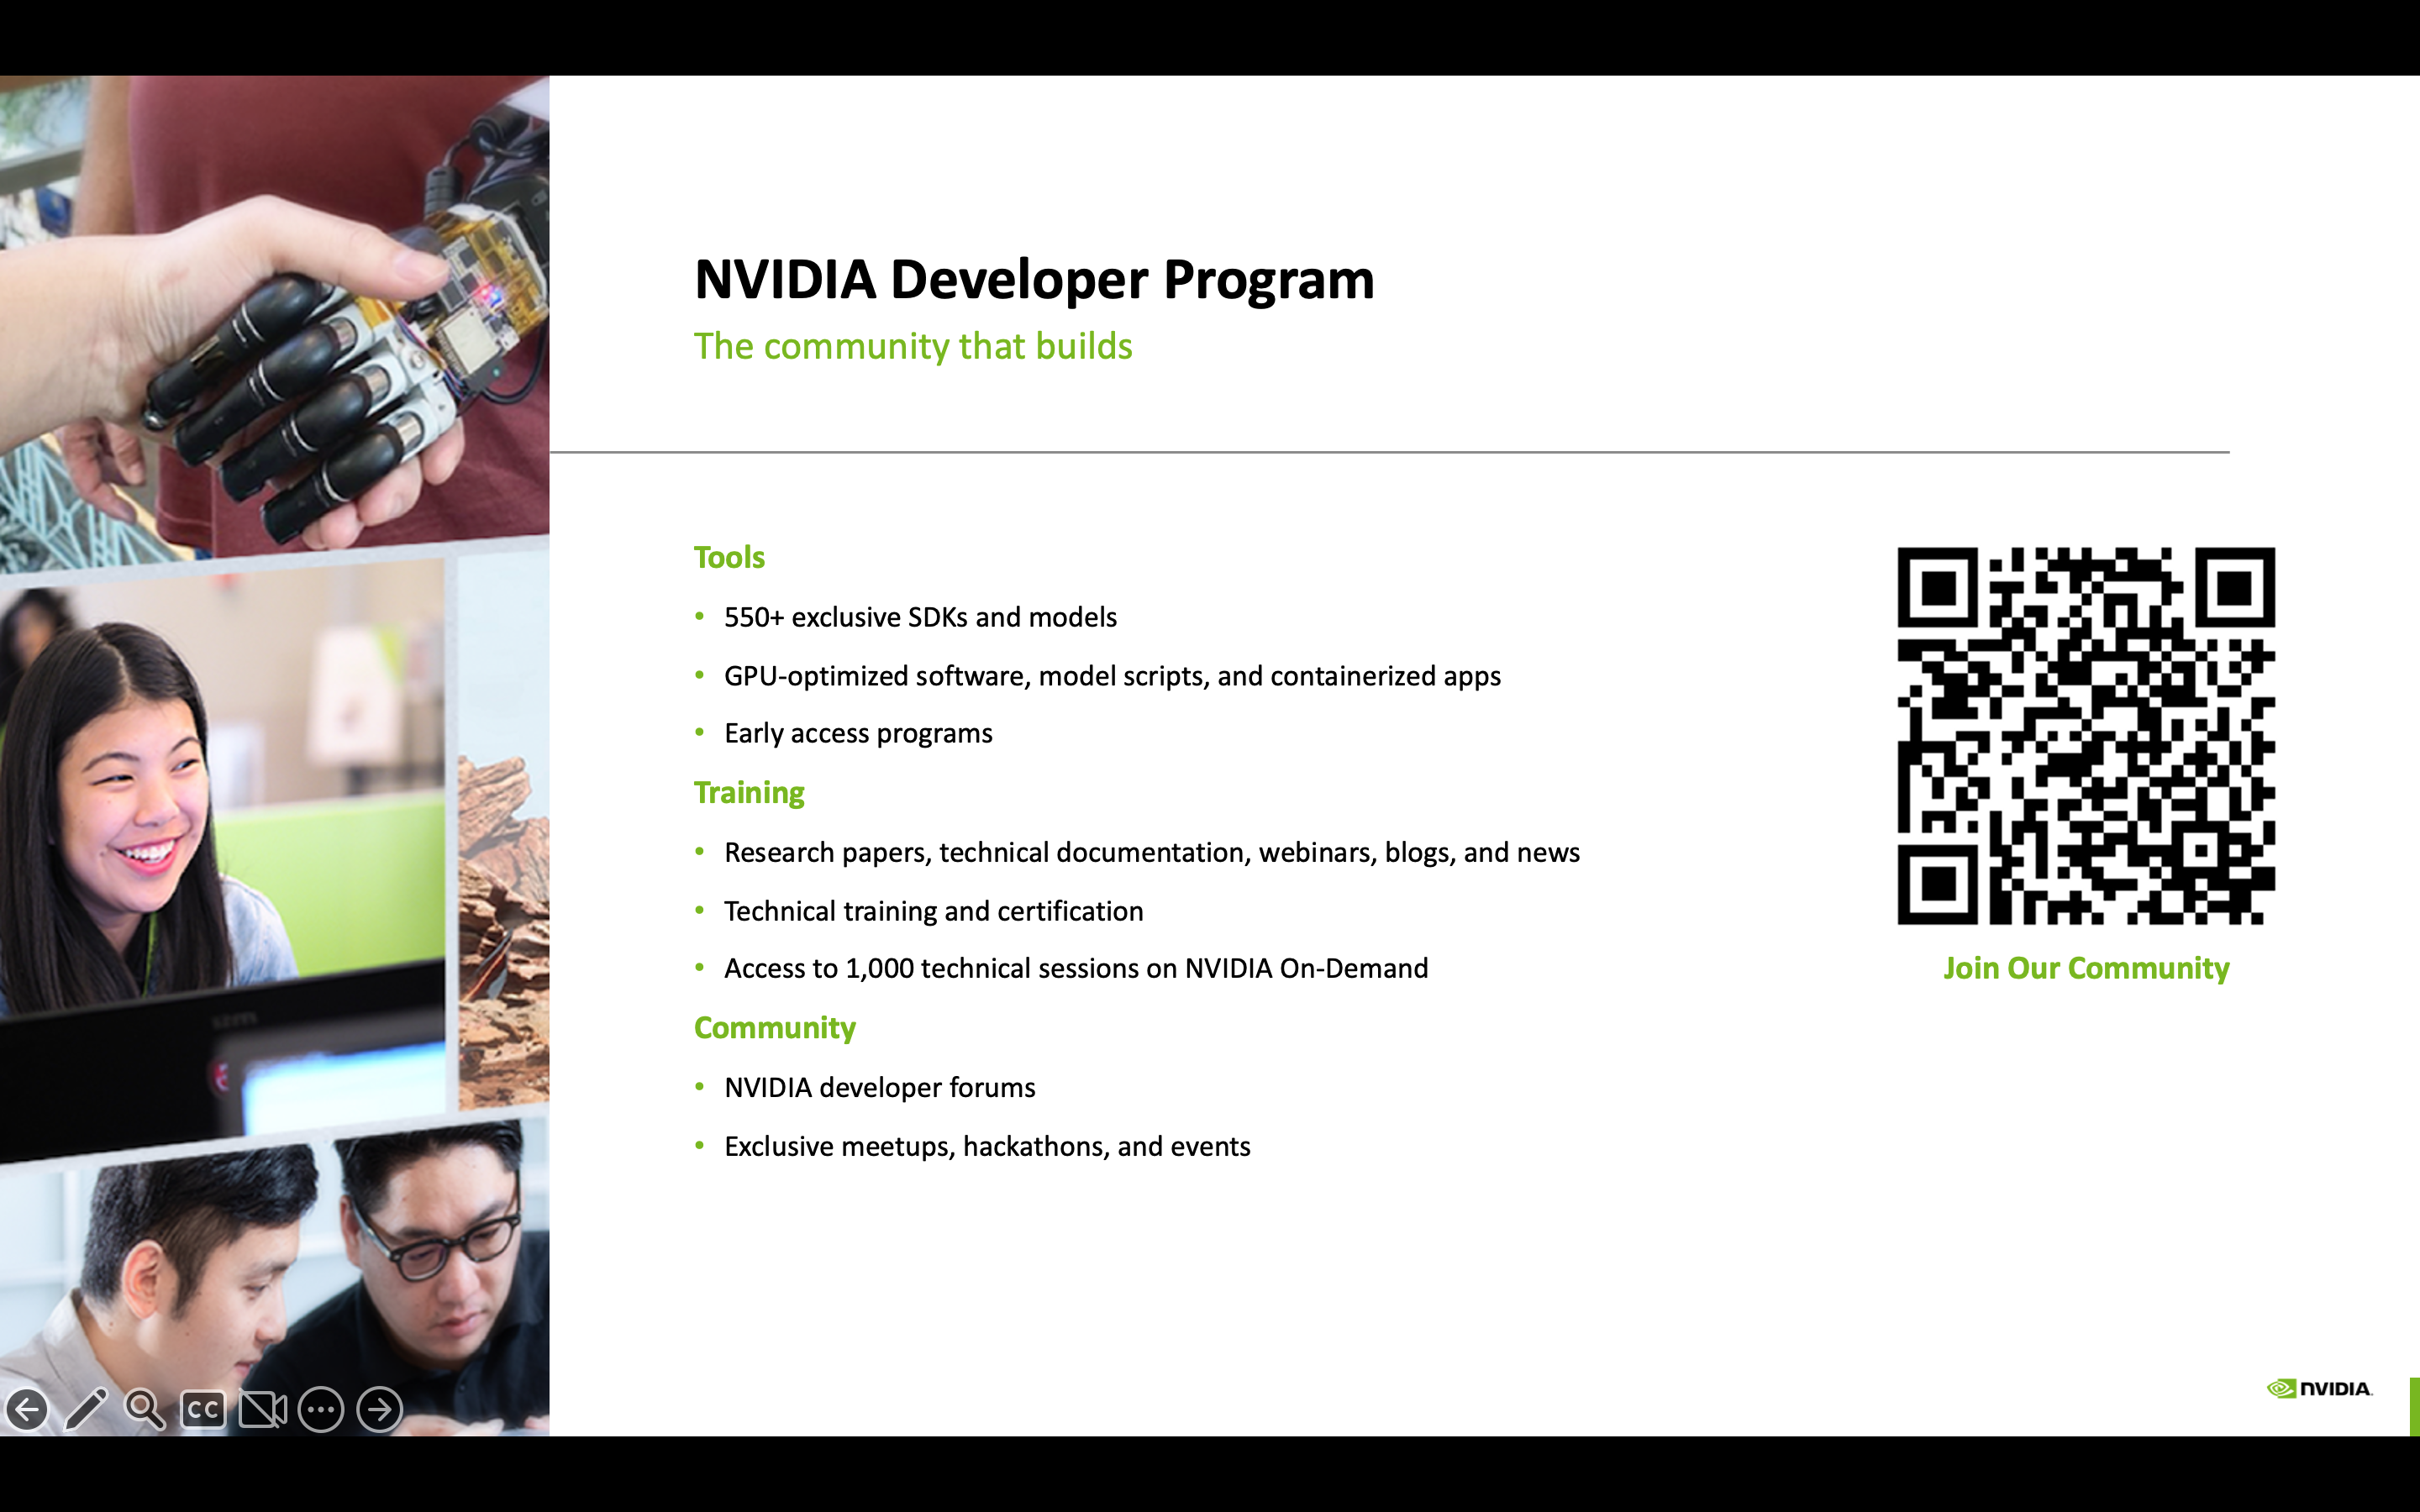 NVIDIA Developer Program
The community that builds
Tools
• 550+ exclusive SDKs and models
• GPU-optimized software, model scripts, and containerized apps
• Early access programs
Training
• Research papers, technical documentation, webinars, blogs, and news
• Technical training and certification
• Access to 1,000 technical sessions on NVIDIA On-Demand
Community
• NVIDIA developer forums
• Exclusive meetups, hackathons, and events
Join Our Community
CC
NVIDIA.